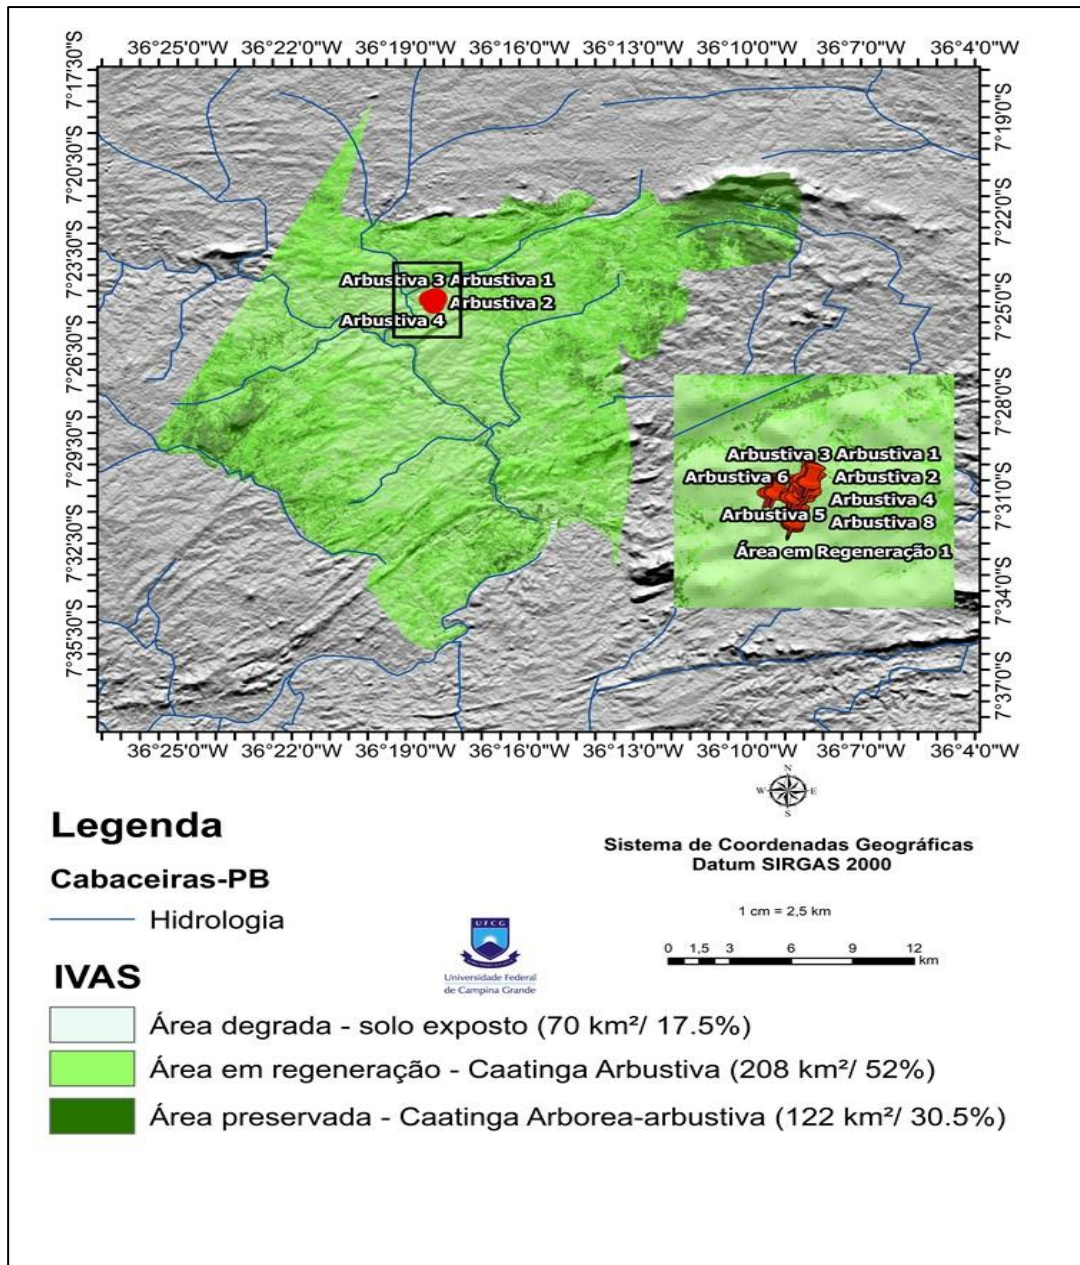 36°25'0"W 36°22'0"W 36°19'0"W 36°16'0"W 36°13'0"W 36°10'0"W 36°7'0"W 36°4'0"W
7°17'30"S
7°20'30"S
7°23'30"S
7°26'30"S
7°29'30"S
7°32'30"S
7°35'30"S
7°19'0"S
7°22'0"S
7°25'0"S
7°28'0"S
7°31'0"S
7°34'0"S
7°37'0"S
Arbustiva 3 Arbustiva 1
Arbustiva 2
Arbustiva 4
Arbustiva 3 Arbustiva 1
Arbustiva 6 Arbustiva 2
Arbustiva 4
Arbustiva 5
Arbustiva 8
Área em Regeneração 1
36°25'0"W 36°22'0"W 36°19'0"W 36°16'0"W 36°13'0"W 36°10'0"W 36°7'0"W 36°4'0"W
N
W E
S
Legenda
Sistema de Coordenadas Geográficas
Datum SIRGAS 2000
Cabaceiras-PB
1 cm = 2,5 km
Hidrologia
0 1,5 3 6 9 12
km
UFCG
Universidade Federal
de Campina Grande
IVAS
Área degrada - solo exposto (70 km²/ 17.5%)
Área em regeneração - Caatinga Arbustiva (208 km²/ 52%)
Área preservada - Caatinga Arborea-arbustiva (122 km²/ 30.5%)